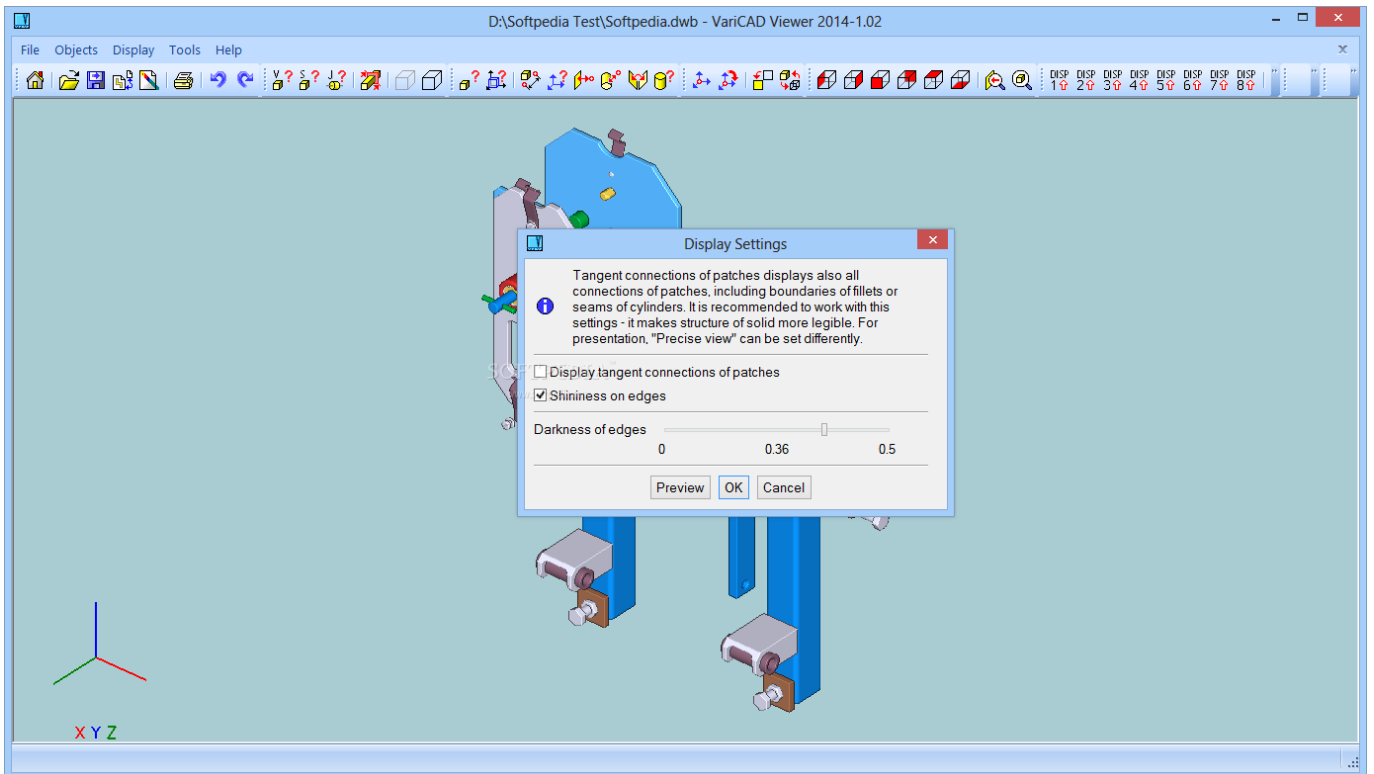 D:\Softpedia Test\Softpedia.dwb - VariCAD Viewer 2014-1.02
File Objects Display Tools Help
DISP DISP DISP DISP DISP DISP DISP DISP
1 2 3 4 5 6 7 8
Display Settings
Tangent connections of patches displays also all
connections of patches, including boundaries of fillets or
seams of cylinders. It is recommended to work with this
settings - it makes structure of solid more legible. For
presentation, "Precise view" can be set differently.
Display tangent connections of patches
Shininess on edges
Darkness of edges
0 0.36 0.5
Preview OK Cancel
X Y Z